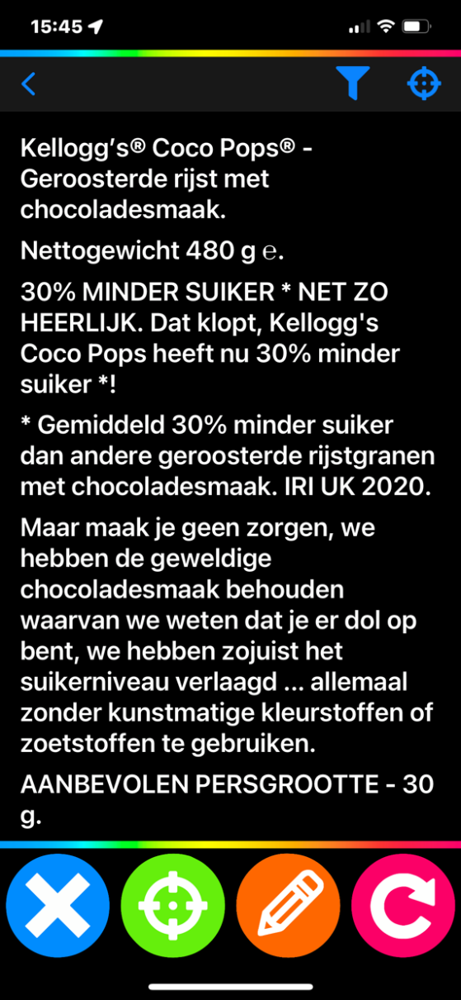 15:45
Kellogg’s® Coco Pops® -
Geroosterde rijst met
chocoladesmaak.
Nettogewicht 480 g ℮.
30% MINDER SUIKER * NET ZO
HEERLIJK. Dat klopt, Kellogg's
Coco Pops heeft nu 30% minder
suiker *!
* Gemiddeld 30% minder suiker
dan andere geroosterde rijstgranen
met chocoladesmaak. IRI UK 2020.
Maar maak je geen zorgen, we
hebben de geweldige
chocoladesmaak behouden
waarvan we weten dat je er dol op
bent, we hebben zojuist het
suikerniveau verlaagd ... allemaal
zonder kunstmatige kleurstoffen of
zoetstoffen te gebruiken.
AANBEVOLEN PERSGROOTTE - 30
g.